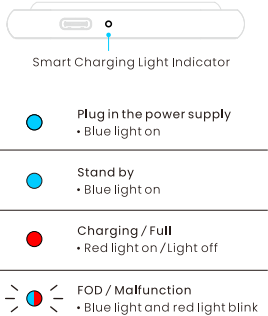 Smart Charging Light Indicator
Plug in the power supply
• Blue light on
Stand by
• Blue light on
Charging / Full
• Red light on / Light off
FOD / Malfunction
• Blue light and red light blink